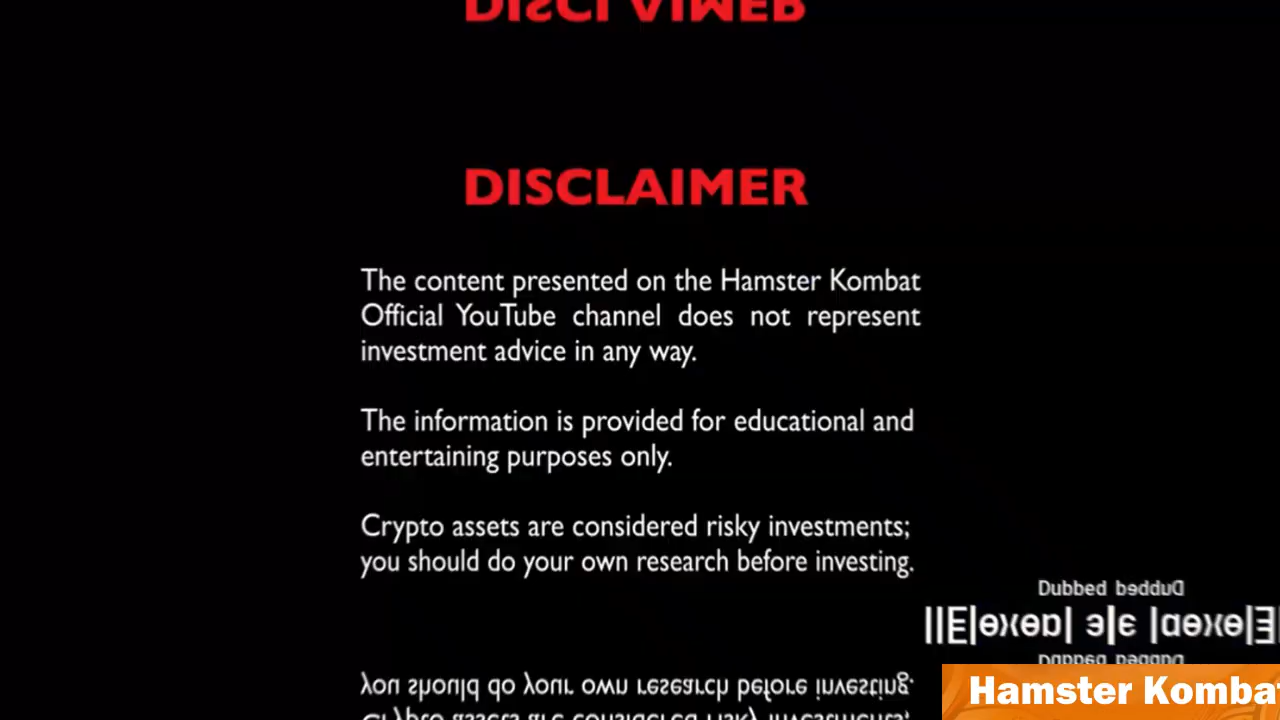 DISCLAIMER
The content presented on the Hamster Kombat
Official YouTube channel does not represent
investment advice in any way.
The information is provided for educational and
entertaining purposes only.
Crypto assets are considered risky investments;
you should do your own research before investing.
Dubbed
Hamster Kombat